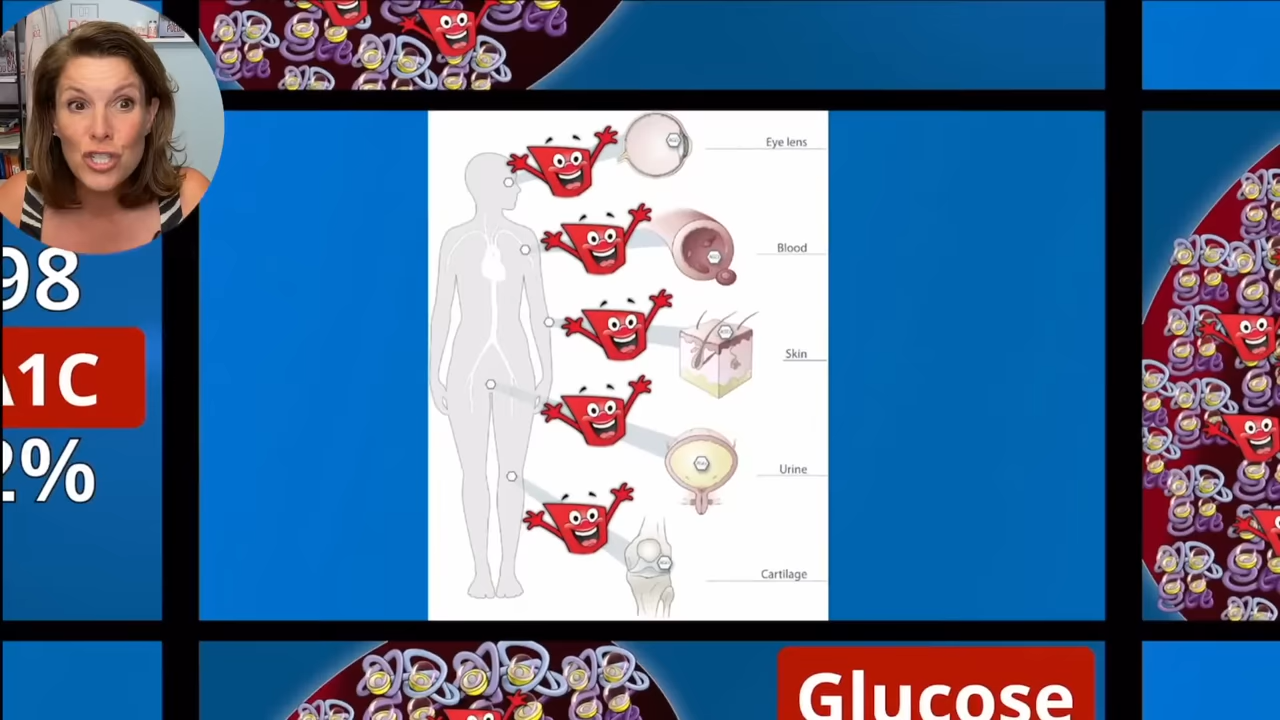 Eye lens
Blood
98
A1C
2%
Skin
Urine
Cartilage
Glucose